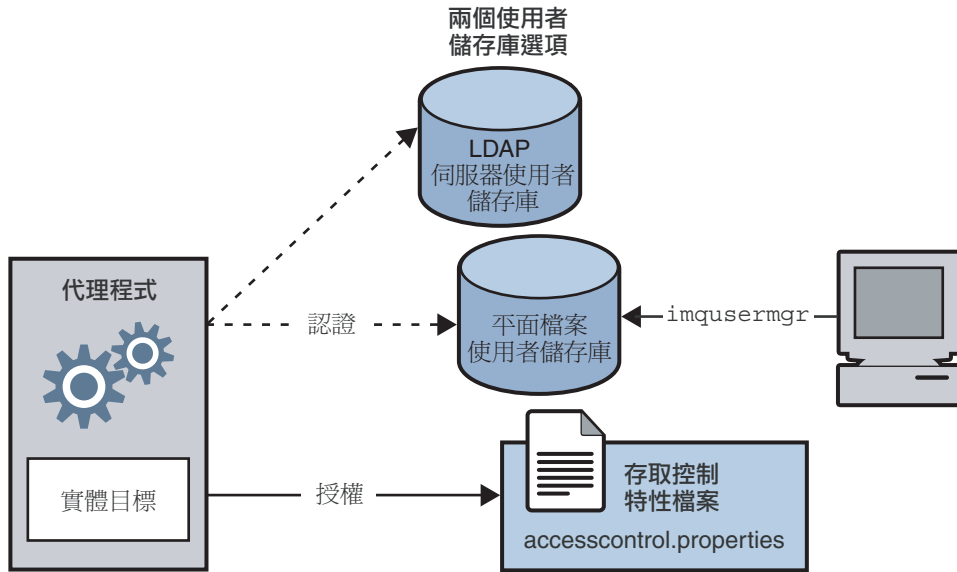 兩個使用者
儲存庫選項
LDAP
伺服器使用者
儲存庫
代理程式
認證
平面檔案
使用者儲存庫
imqusermgr
實體目標
授權
存取控制
特性檔案
accesscontrol.properties